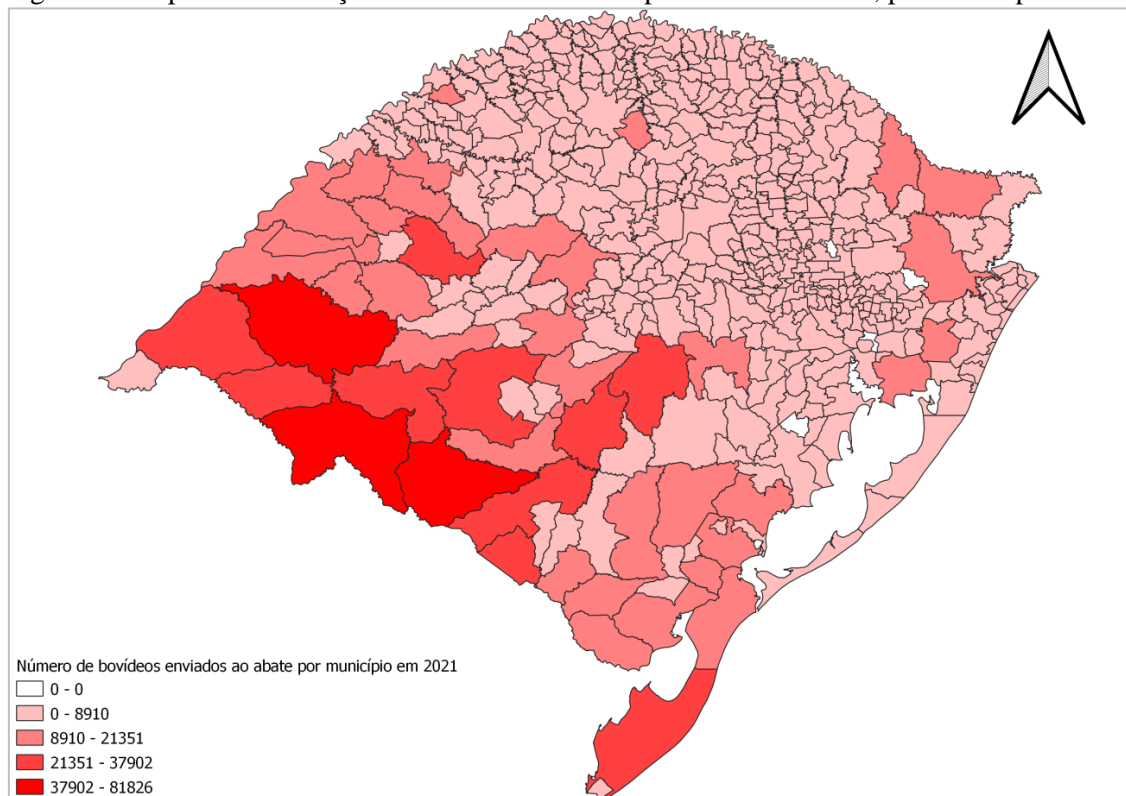 Número de bovídeos enviados ao abate por município em 2021
0 - 0
0 - 8910
8910 - 21351
21351 - 37902
37902 - 81826